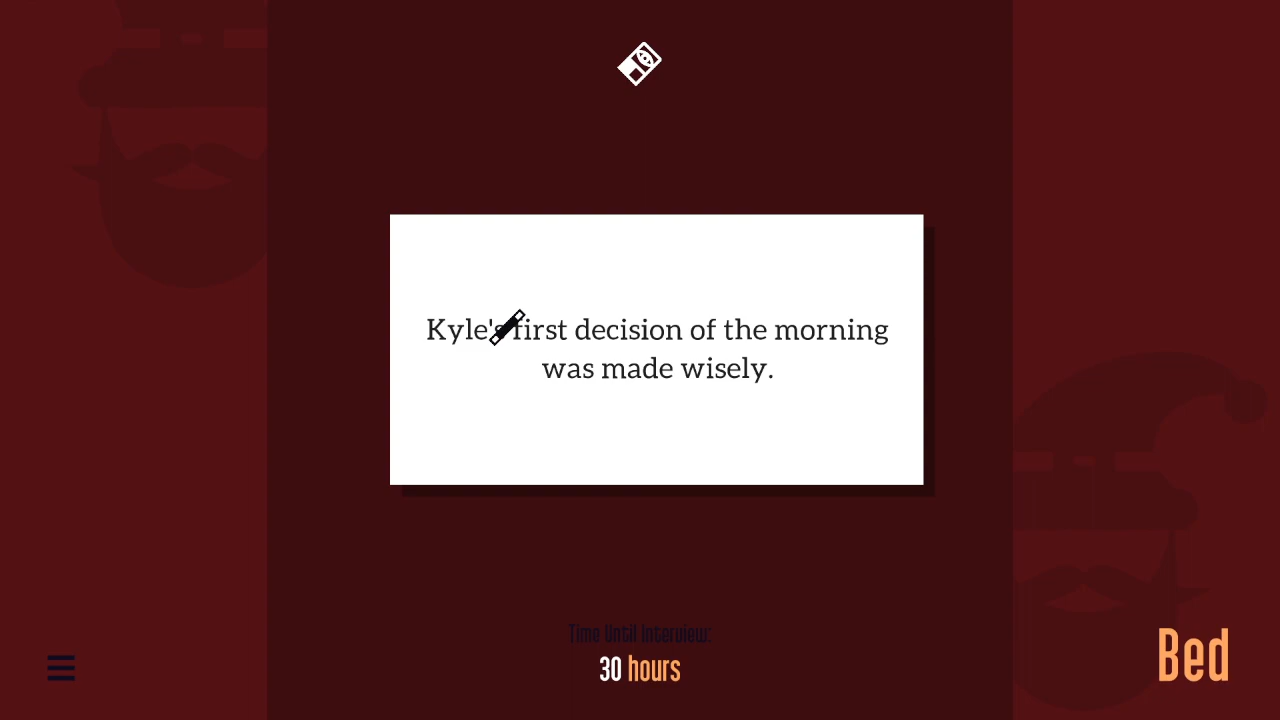 Kyle's first decision of the morning
was made wisely.
Time Until Interview:
30 hours
Bed